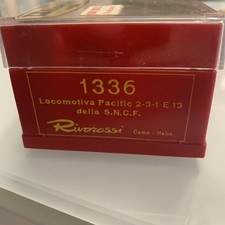 1336
Locomotiva Pacific 2-3-1 E 13
della S.N.C.F.
Rivarossi Como - Italia